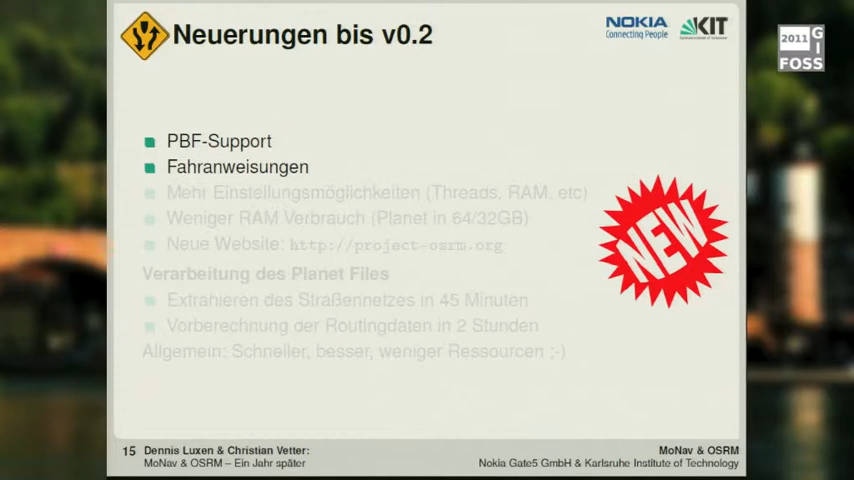 Neuerungen bis v0.2
NOKIA
Connecting People
KIT
2011
GI
FOSS
PBF-Support
Fahranweisungen
Mehr Einstellungsmöglichkeiten (Threads, RAM, etc)
Weniger RAM Verbrauch (Planet in 64/32GB)
Neue Website: http://project-osrm.org
NEW
Verarbeitung des Planet Files
Extrahieren des Straßennetzes in 45 Minuten
Vorberechnung der Routingdaten in 2 Stunden
Allgemein: Schneller, besser, weniger Ressourcen ;-)
15 Dennis Luxen & Christian Vetter:
MoNav & OSRM – Ein Jahr später
MoNav & OSRM
Nokia Gate5 GmbH & Karlsruhe Institute of Technology